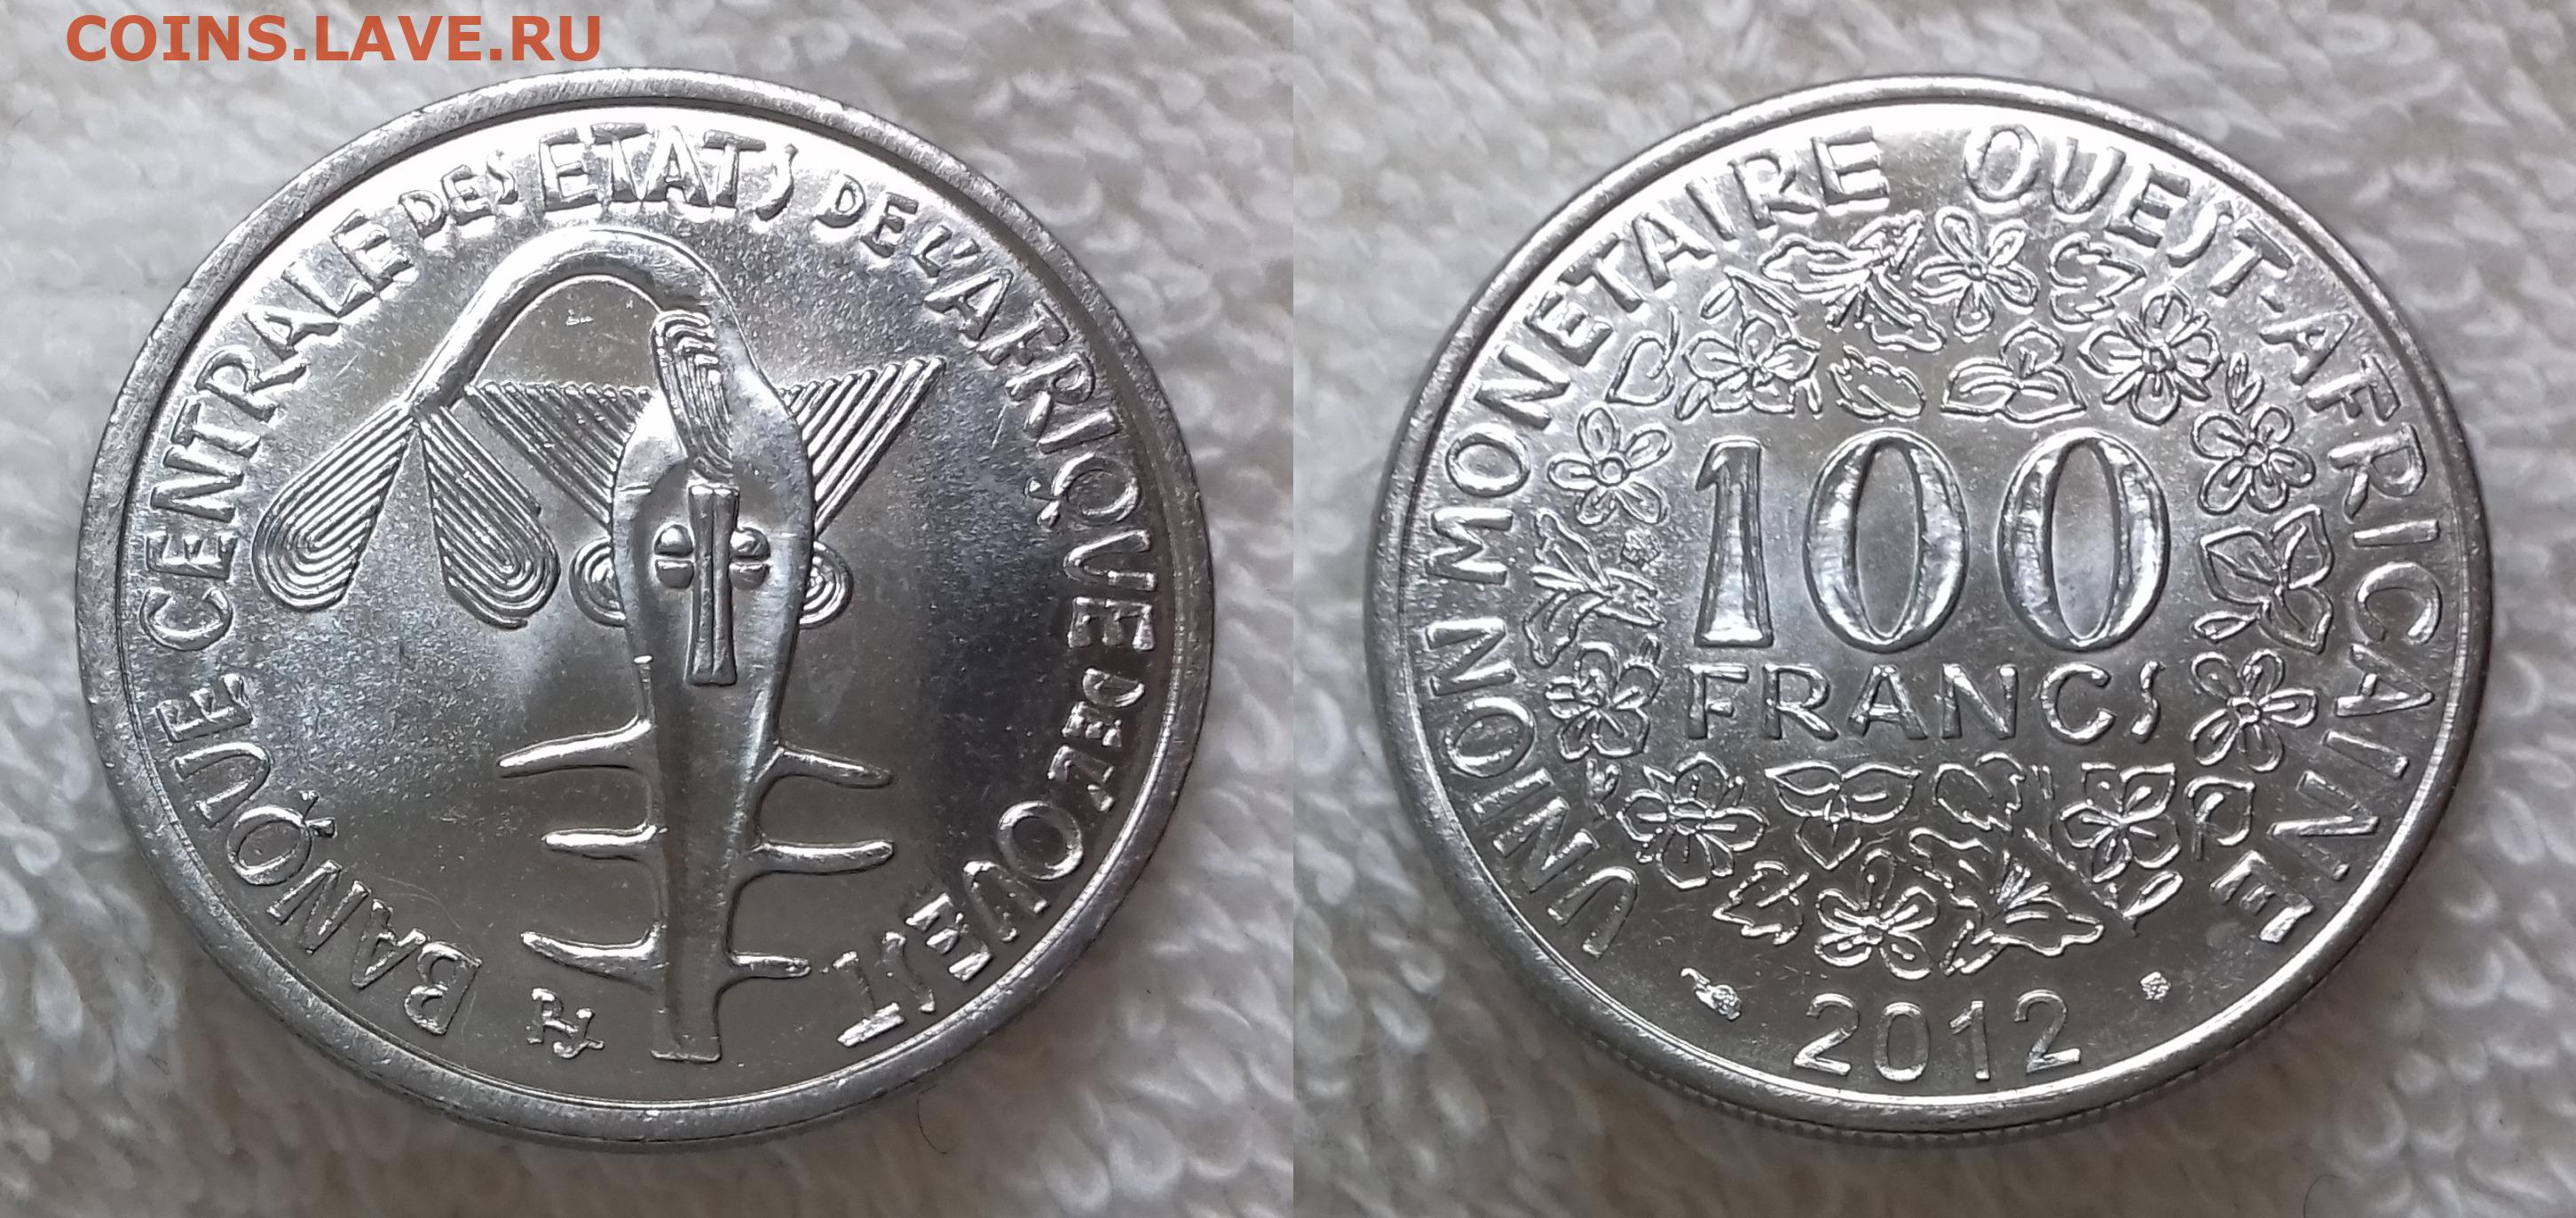 COINS.LAVE.RU
BANQUE CENTRALE DES ETATS DE L'AFRIQUE DE L'OUEST
UNION MONETAIRE OUEST-AFRICAINE
100
FRANCS
2012